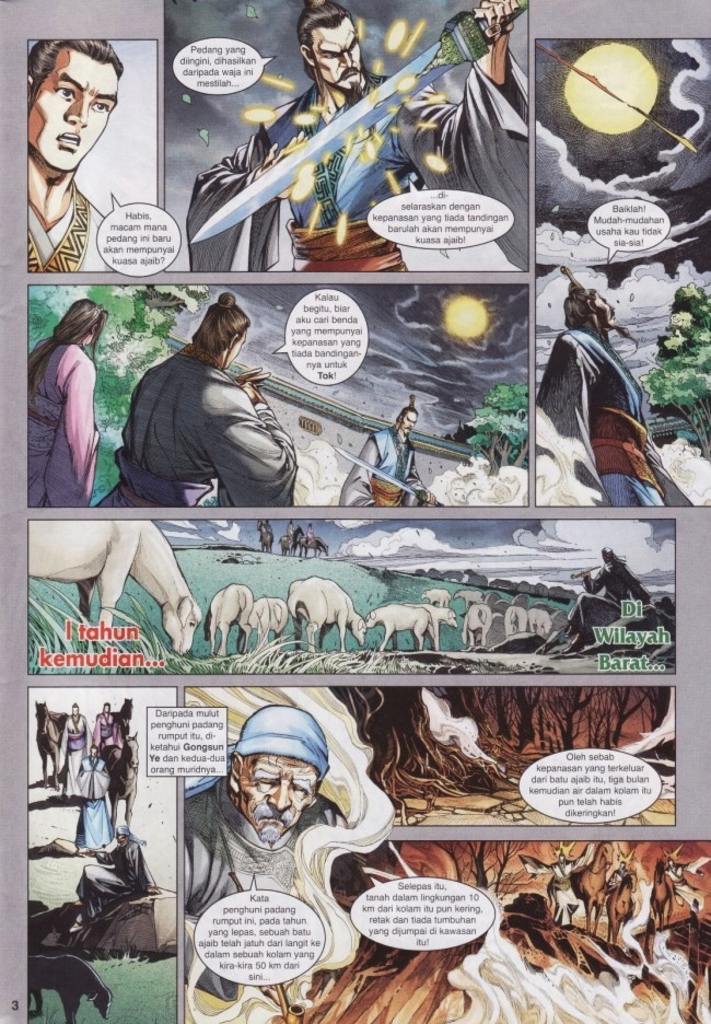 Pedang yang
diingini, dihasilkan
daripada waja ini
mestilah...
Habis,
macam mana
pedang ini baru
akan mempunyai
kuasa ajaib?
...di-
selaraskan dengan
kepanasan yang tiada tandingan
barulah akan mempunyai
kuasa ajaib!
Baiklah!
Mudah-mudahan
usaha kau tidak
sia-sia!
Kalau
begitu, biar
aku cari benda
yang mempunyai
kepanasan yang
tiada bandingan-
nya untuk
Tok!
1 tahun
kemudian...
Di
Wilayah
Barat...
Daripada mulut
penghuni padang
rumput itu, di-
ketahui Gongsun
Ye dan kedua-dua
orang muridnya...
Oleh sebab
kepanasan yang terkeluar
dari batu ajaib itu, tiga bulan
kemudian air dalam kolam itu
pun telah habis
dikeringkan!
Kata
penghuni padang
rumput ini, pada tahun
yang lepas, sebuah batu
ajaib telah jatuh dari langit ke
dalam sebuah kolam yang
kira-kira 50 km dari
sini...
Selepas itu,
tanah dalam lingkungan 10
km dari kolam itu pun kering,
retak dan tiada tumbuhan
yang dijumpai di kawasan
itu!
3